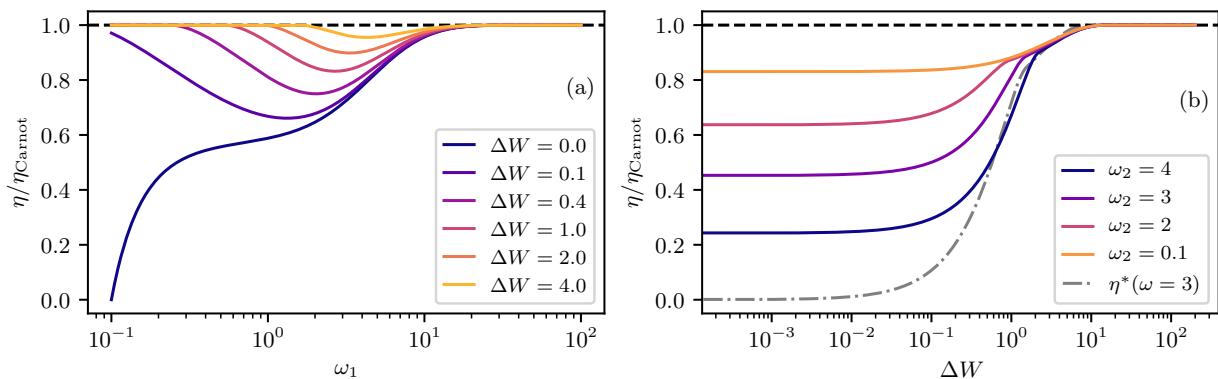 η/η_Carnot
1.0
0.8
0.6
0.4
0.2
0.0
(a)
ΔW = 0.0
ΔW = 0.1
ΔW = 0.4
ΔW = 1.0
ΔW = 2.0
ΔW = 4.0
10⁻¹ 10⁰ 10¹ 10²
ω₁
η/η_Carnot
1.0
0.8
0.6
0.4
0.2
0.0
(b)
ω₂ = 4
ω₂ = 3
ω₂ = 2
ω₂ = 0.1
η*(ω = 3)
10⁻³ 10⁻² 10⁻¹ 10⁰ 10¹ 10²
ΔW